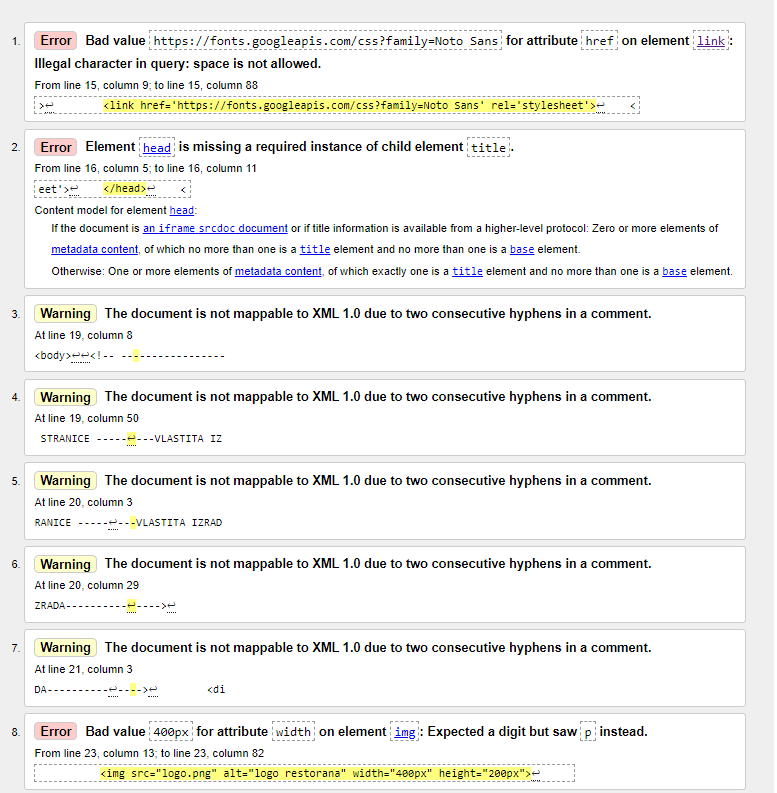 1. Error Bad value https://fonts.googleapis.com/css?family=Noto Sans for attribute href on element link:
Illegal character in query: space is not allowed.
From line 15, column 9; to line 15, column 88
>↩ <link href='https://fonts.googleapis.com/css?family=Noto Sans' rel='stylesheet'>↩ <
2. Error Element head is missing a required instance of child element title.
From line 16, column 5; to line 16, column 11
eet'>↩ </head>↩ <
Content model for element head:
If the document is an iframe srcdoc document or if title information is available from a higher-level protocol: Zero or more elements of
metadata content, of which no more than one is a title element and no more than one is a base element.
Otherwise: One or more elements of metadata content, of which exactly one is a title element and no more than one is a base element.
3. Warning The document is not mappable to XML 1.0 due to two consecutive hyphens in a comment.
At line 19, column 8
<body>↩↩<!-- -----------------
4. Warning The document is not mappable to XML 1.0 due to two consecutive hyphens in a comment.
At line 19, column 50
STRANICE -----↩---VLASTITA IZ
5. Warning The document is not mappable to XML 1.0 due to two consecutive hyphens in a comment.
At line 20, column 3
RANICE -----↩---VLASTITA IZRAD
6. Warning The document is not mappable to XML 1.0 due to two consecutive hyphens in a comment.
At line 20, column 29
ZRADA----------↩---->↩
7. Warning The document is not mappable to XML 1.0 due to two consecutive hyphens in a comment.
At line 21, column 3
DA----------↩---->↩ <di
8. Error Bad value 400px for attribute width on element img: Expected a digit but saw p instead.
From line 23, column 13; to line 23, column 82
<img src="logo.png" alt="logo restorana" width="400px" height="200px">↩